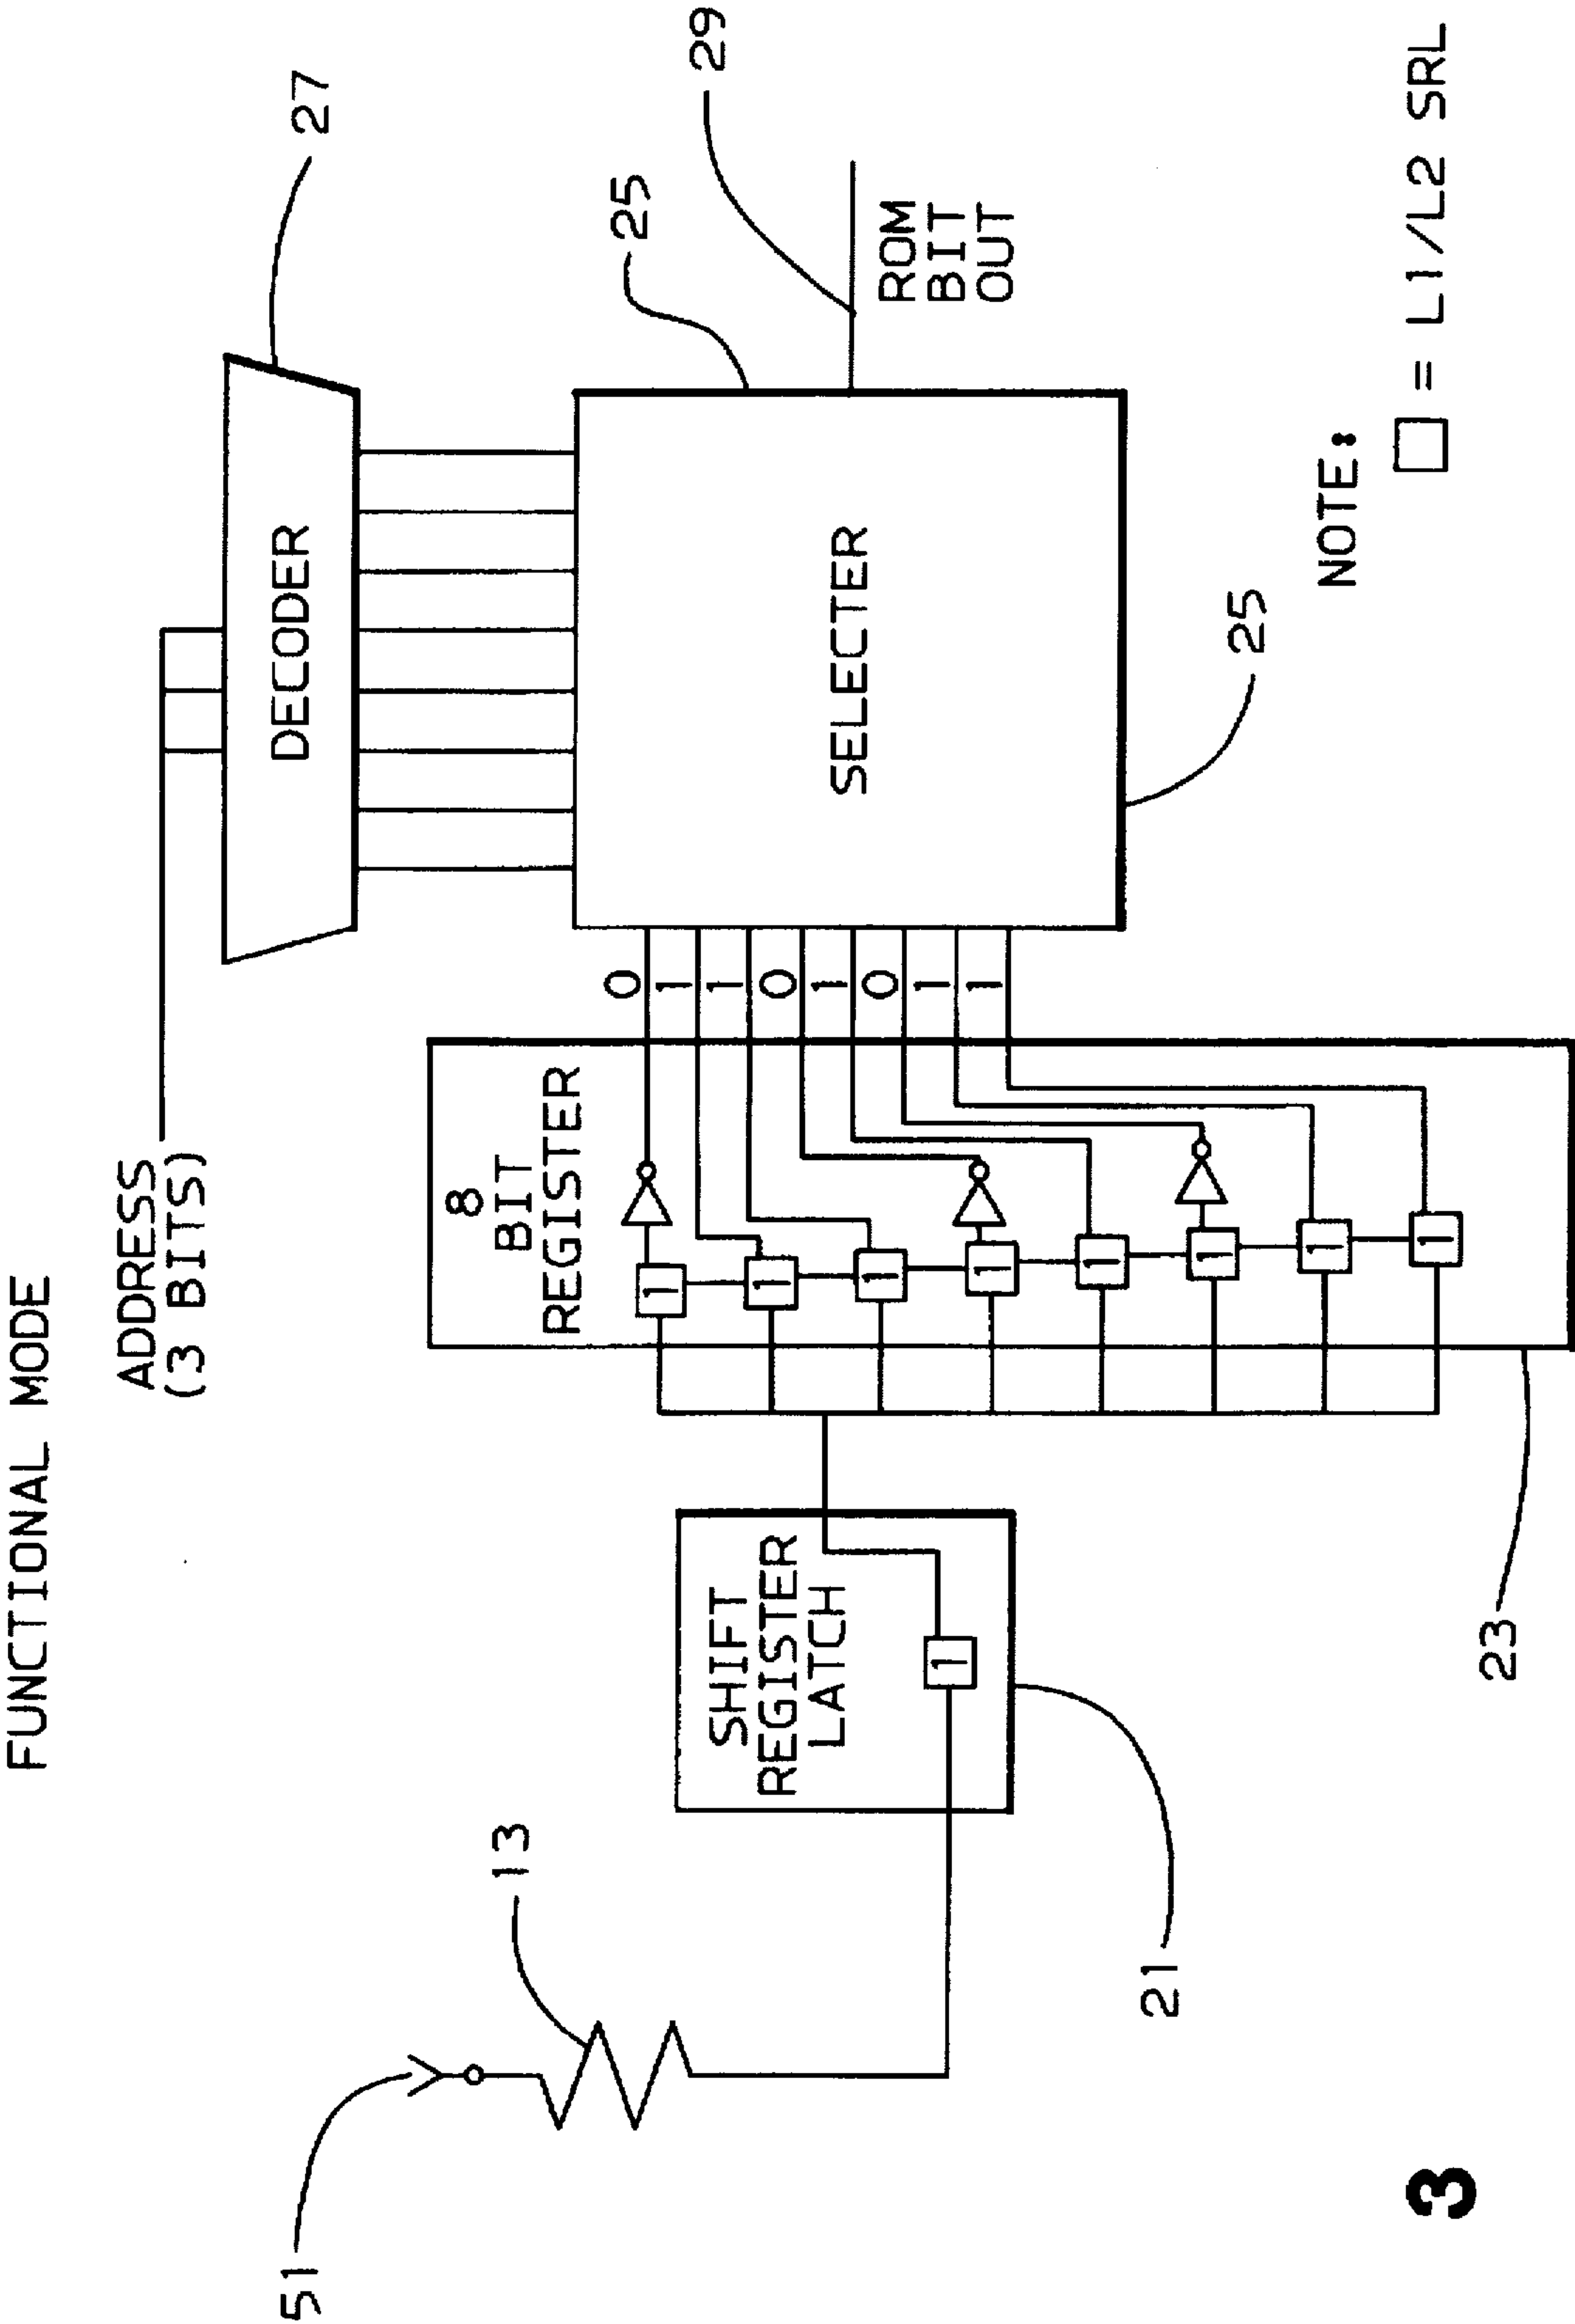 FUNCTIONAL MODE
ADDRESS
(3 BITS)
27
DECODER
29
25
51
13
SHIFT
REGISTER
LATCH
1
21
8
BIT
REGISTER
1
1
1
1
1
1
1
1
23
0
1
1
0
1
0
1
1
SELECTER
25
ROM
BIT
OUT
NOTE:
= L1/L2 SRL
3